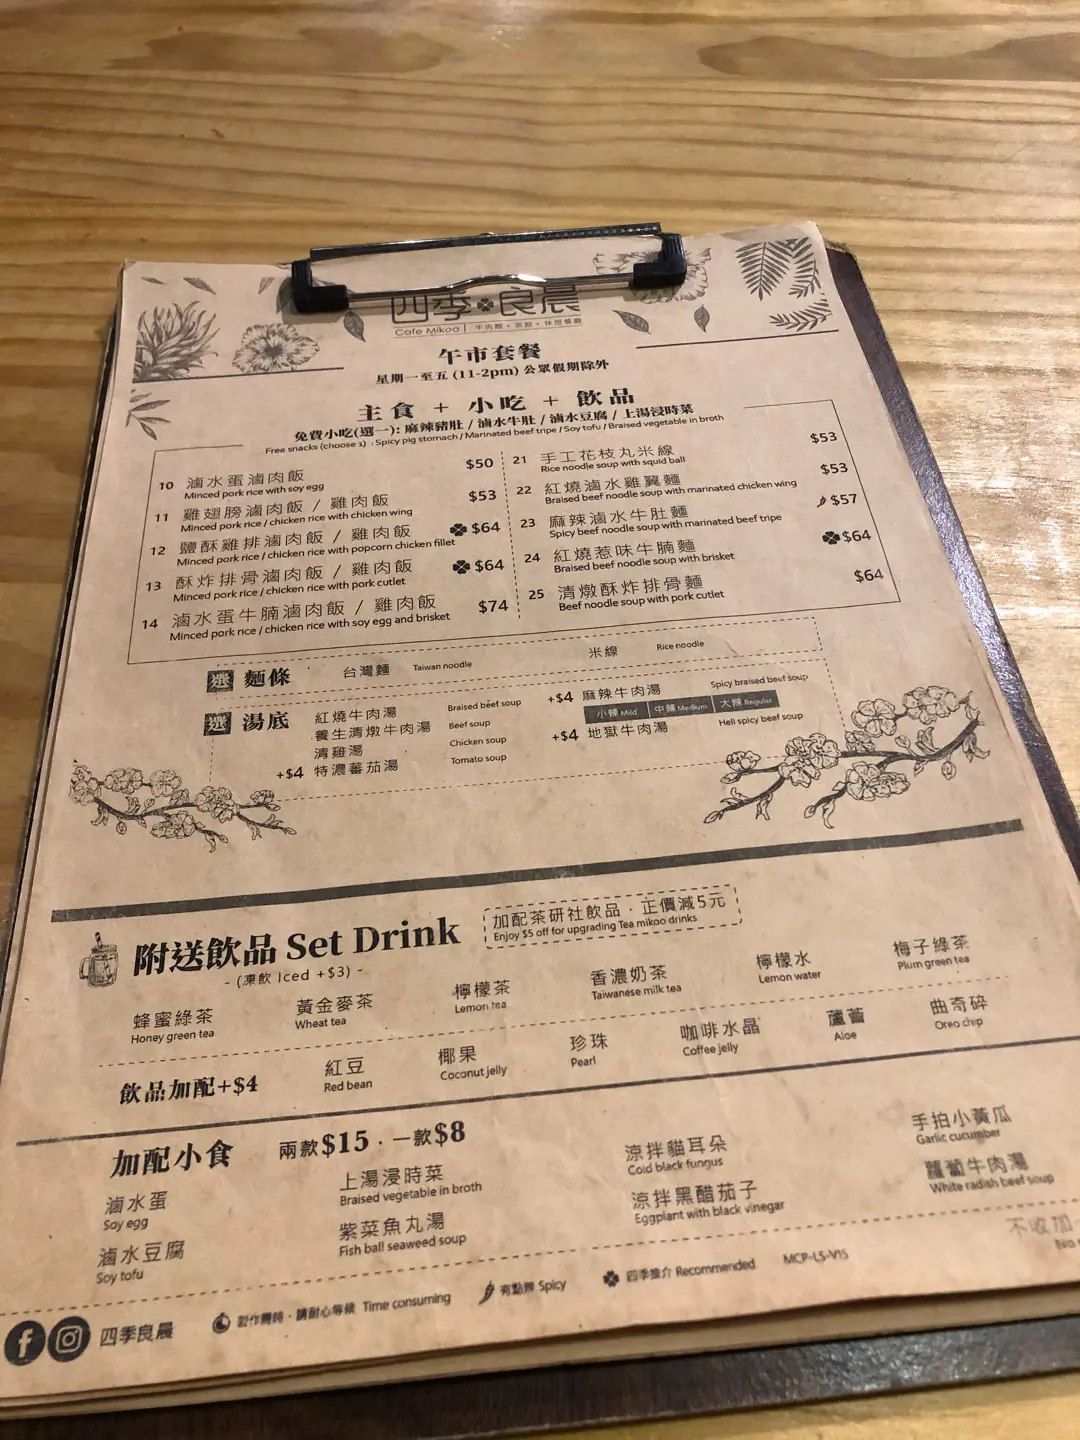 四季良晨
Cafe Mikoo | 牛肉麵・茶飲・休閒餐廳
午市套餐
星期一至五 (11-2pm) 公眾假期除外
主食 + 小吃 + 飲品
免費小吃(選一): 麻辣豬肚 / 滷水牛肚 / 滷水豆腐 / 上湯浸時菜
Free snacks (choose 1) : Spicy pig stomach / Marinated beef tripe / Soy tofu / Braised vegetable in broth
10 滷水蛋滷肉飯 $50
Minced pork rice with soy egg
11 雞翅膀滷肉飯 / 雞肉飯 $53
Minced pork rice / chicken rice with chicken wing
12 鹽酥雞排滷肉飯 / 雞肉飯 $64
Minced pork rice / chicken rice with popcorn chicken fillet
13 酥炸排骨滷肉飯 / 雞肉飯 $64
Minced pork rice / chicken rice with pork cutlet
14 滷水蛋牛腩滷肉飯 / 雞肉飯 $74
Minced pork rice / chicken rice with soy egg and brisket
21 手工花枝丸米線 $53
Rice noodle soup with squid ball
22 紅燒滷水雞翼麵 $53
Braised beef noodle soup with marinated chicken wing
23 麻辣滷水牛肚麵 $57
Spicy beef noodle soup with marinated beef tripe
24 紅燒惹味牛腩麵 $64
Braised beef noodle soup with brisket
25 清燉酥炸排骨麵 $64
Beef noodle soup with pork cutlet
選 麵條 台灣麵 Taiwan noodle 米線 Rice noodle
選 湯底 紅燒牛肉湯 Braised beef soup
養生清燉牛肉湯 Beef soup
清雞湯 Chicken soup
+$4 特濃蕃茄湯 Tomato soup
+$4 麻辣牛肉湯 Spicy braised beef soup
小辣 Mild 中辣 Medium 大辣 Regular
+$4 地獄牛肉湯 Hell spicy beef soup
附送飲品 Set Drink
- (凍飲 Iced +$3) -
加配茶研社飲品，正價減5元
Enjoy $5 off for upgrading Tea mikoo drinks
蜂蜜綠茶 黃金麥茶 檸檬茶 香濃奶茶 檸檬水 梅子綠茶
Honey green tea Wheat tea Lemon tea Taiwanese milk tea Lemon water Plum green tea
飲品加配+$4 紅豆 椰果 珍珠 咖啡水晶 蘆薈 曲奇碎
Red bean Coconut jelly Pearl Coffee jelly Aloe Oreo chip
加配小食 兩款$15．一款$8
滷水蛋 上湯浸時菜 涼拌貓耳朵 手拍小黃瓜
Soy egg Braised vegetable in broth Cold black fungus Garlic cucumber
滷水豆腐 紫菜魚丸湯 涼拌黑醋茄子 蘿蔔牛肉湯
Soy tofu Fish ball seaweed soup Eggplant with black vinegar White radish beef soup
不收加
No
四季良晨 製作需時，請耐心等候 Time consuming 有點辣 Spicy 四季推介 Recommended MCP-LS-V15